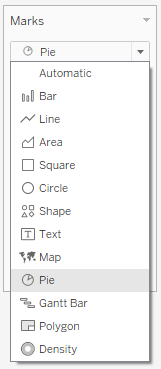 Marks
Pie
Automatic
Bar
Line
Area
Square
Circle
Shape
Text
Map
Pie
Gantt Bar
Polygon
Density